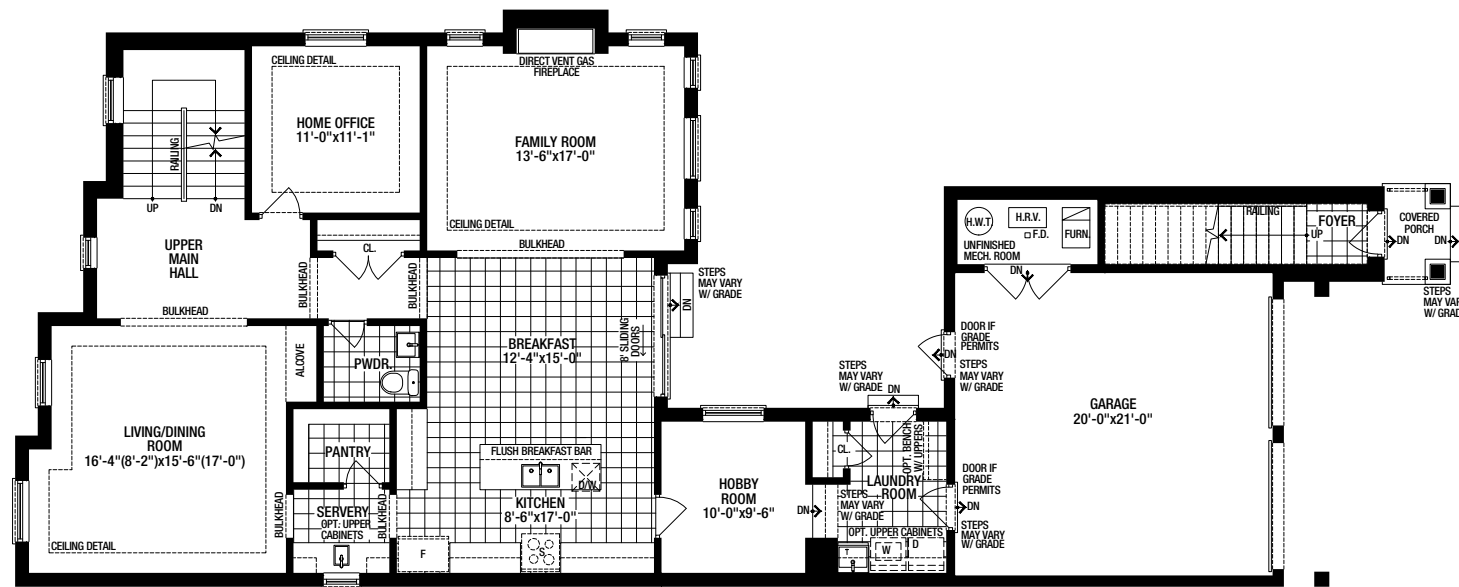 CEILING DETAIL
HOME OFFICE
11'-0"x11'-1"
DIRECT VENT GAS
FIREPLACE
FAMILY ROOM
13'-6"x17'-0"
CEILING DETAIL
RAILING
UP
DN
UPPER
MAIN
HALL
CL.
BULKHEAD
BULKHEAD
BULKHEAD
BULKHEAD
STEPS
MAY VARY
W/ GRADE
DN
8' SLIDING
DOORS
BREAKFAST
12'-4"x15'-0"
PWDR.
ALCOVE
LIVING/DINING
ROOM
16'-4"(8'-2")x15'-6"(17'-0")
CEILING DETAIL
PANTRY
BULKHEAD
SERVERY
OPT. UPPER
CABINETS
BULKHEAD
FLUSH BREAKFAST BAR
D/W
KITCHEN
8'-6"x17'-0"
F
S
HOBBY
ROOM
10'-0"x9'-6"
DN
STEPS
MAY VARY
W/ GRADE
DN
CL.
OPT. BENCH
W/ UPPERS
LAUNDRY
ROOM
STEPS
MAY VARY
W/ GRADE
OPT. UPPER CABINETS
T
W
D
H.W.T
H.R.V.
F.D.
FURN.
UNFINISHED
MECH. ROOM
DN
RAILING
UP
FOYER
COVERED
PORCH
DN
DN
STEPS
MAY VARY
W/ GRADE
DOOR IF
GRADE
PERMITS
DN
STEPS
MAY VARY
W/ GRADE
GARAGE
20'-0"x21'-0"
DOOR IF
GRADE
PERMITS
DN
STEPS
MAY VARY
W/ GRADE